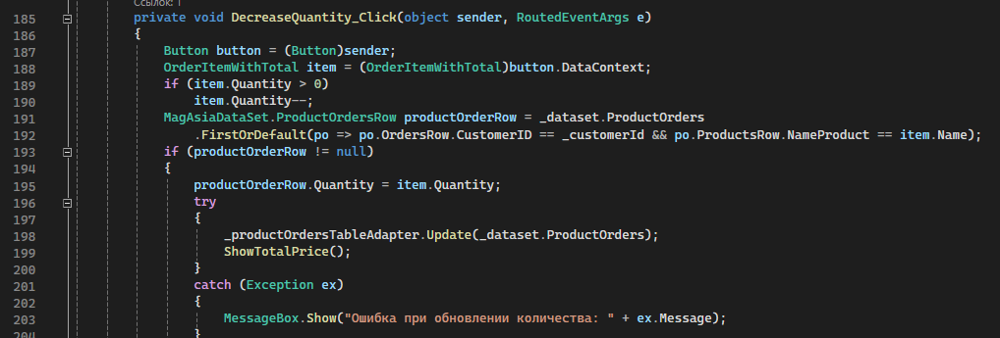 Ссылок: 1
185 private void DecreaseQuantity_Click(object sender, RoutedEventArgs e)
186 {
187 Button button = (Button)sender;
188 OrderItemWithTotal item = (OrderItemWithTotal)button.DataContext;
189 if (item.Quantity > 0)
190 item.Quantity--;
191 MagAsiaDataSet.ProductOrdersRow productOrderRow = _dataset.ProductOrders
192 .FirstOrDefault(po => po.OrdersRow.CustomerID == _customerId && po.ProductsRow.NameProduct == item.Name);
193 if (productOrderRow != null)
194 {
195 productOrderRow.Quantity = item.Quantity;
196 try
197 {
198 _productOrdersTableAdapter.Update(_dataset.ProductOrders);
199 ShowTotalPrice();
200 }
201 catch (Exception ex)
202 {
203 MessageBox.Show("Ошибка при обновлении количества: " + ex.Message);
204 }